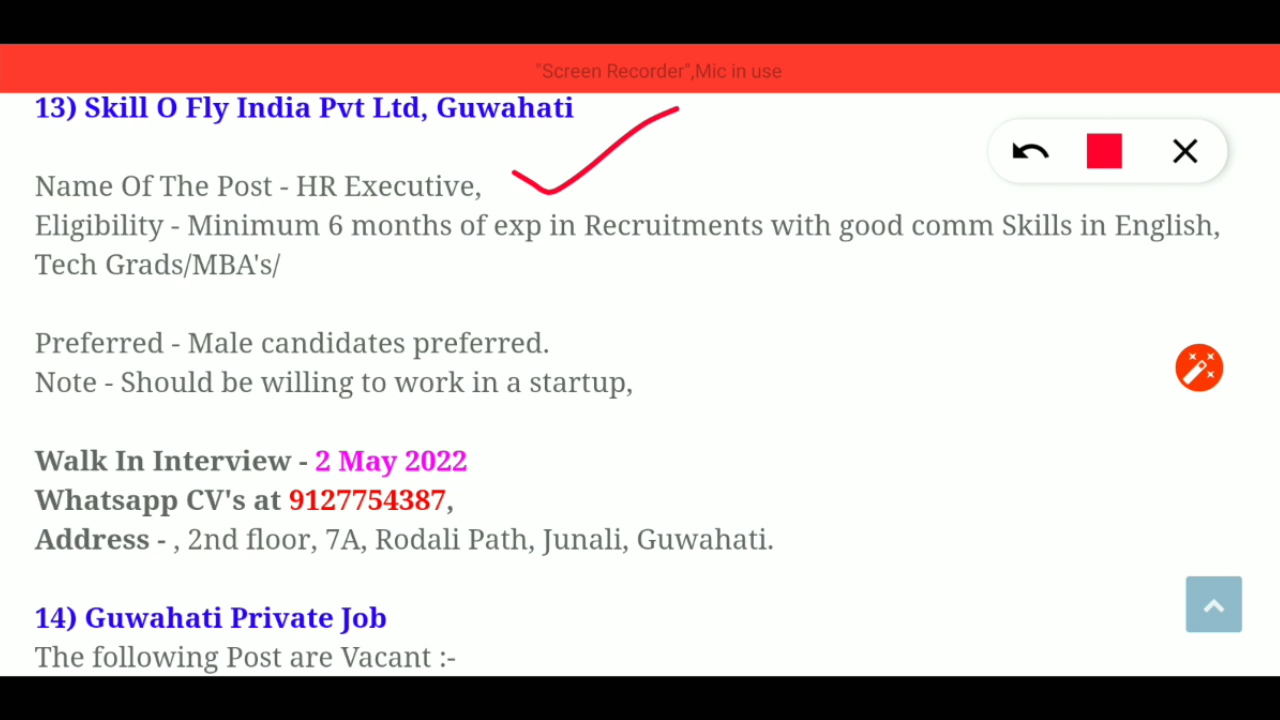 "Screen Recorder",Mic in use
13) Skill O Fly India Pvt Ltd, Guwahati
Name Of The Post - HR Executive,
Eligibility - Minimum 6 months of exp in Recruitments with good comm Skills in English,
Tech Grads/MBA's/
Preferred - Male candidates preferred.
Note - Should be willing to work in a startup,
Walk In Interview - 2 May 2022
Whatsapp CV's at 9127754387,
Address - , 2nd floor, 7A, Rodali Path, Junali, Guwahati.
14) Guwahati Private Job
The following Post are Vacant :-